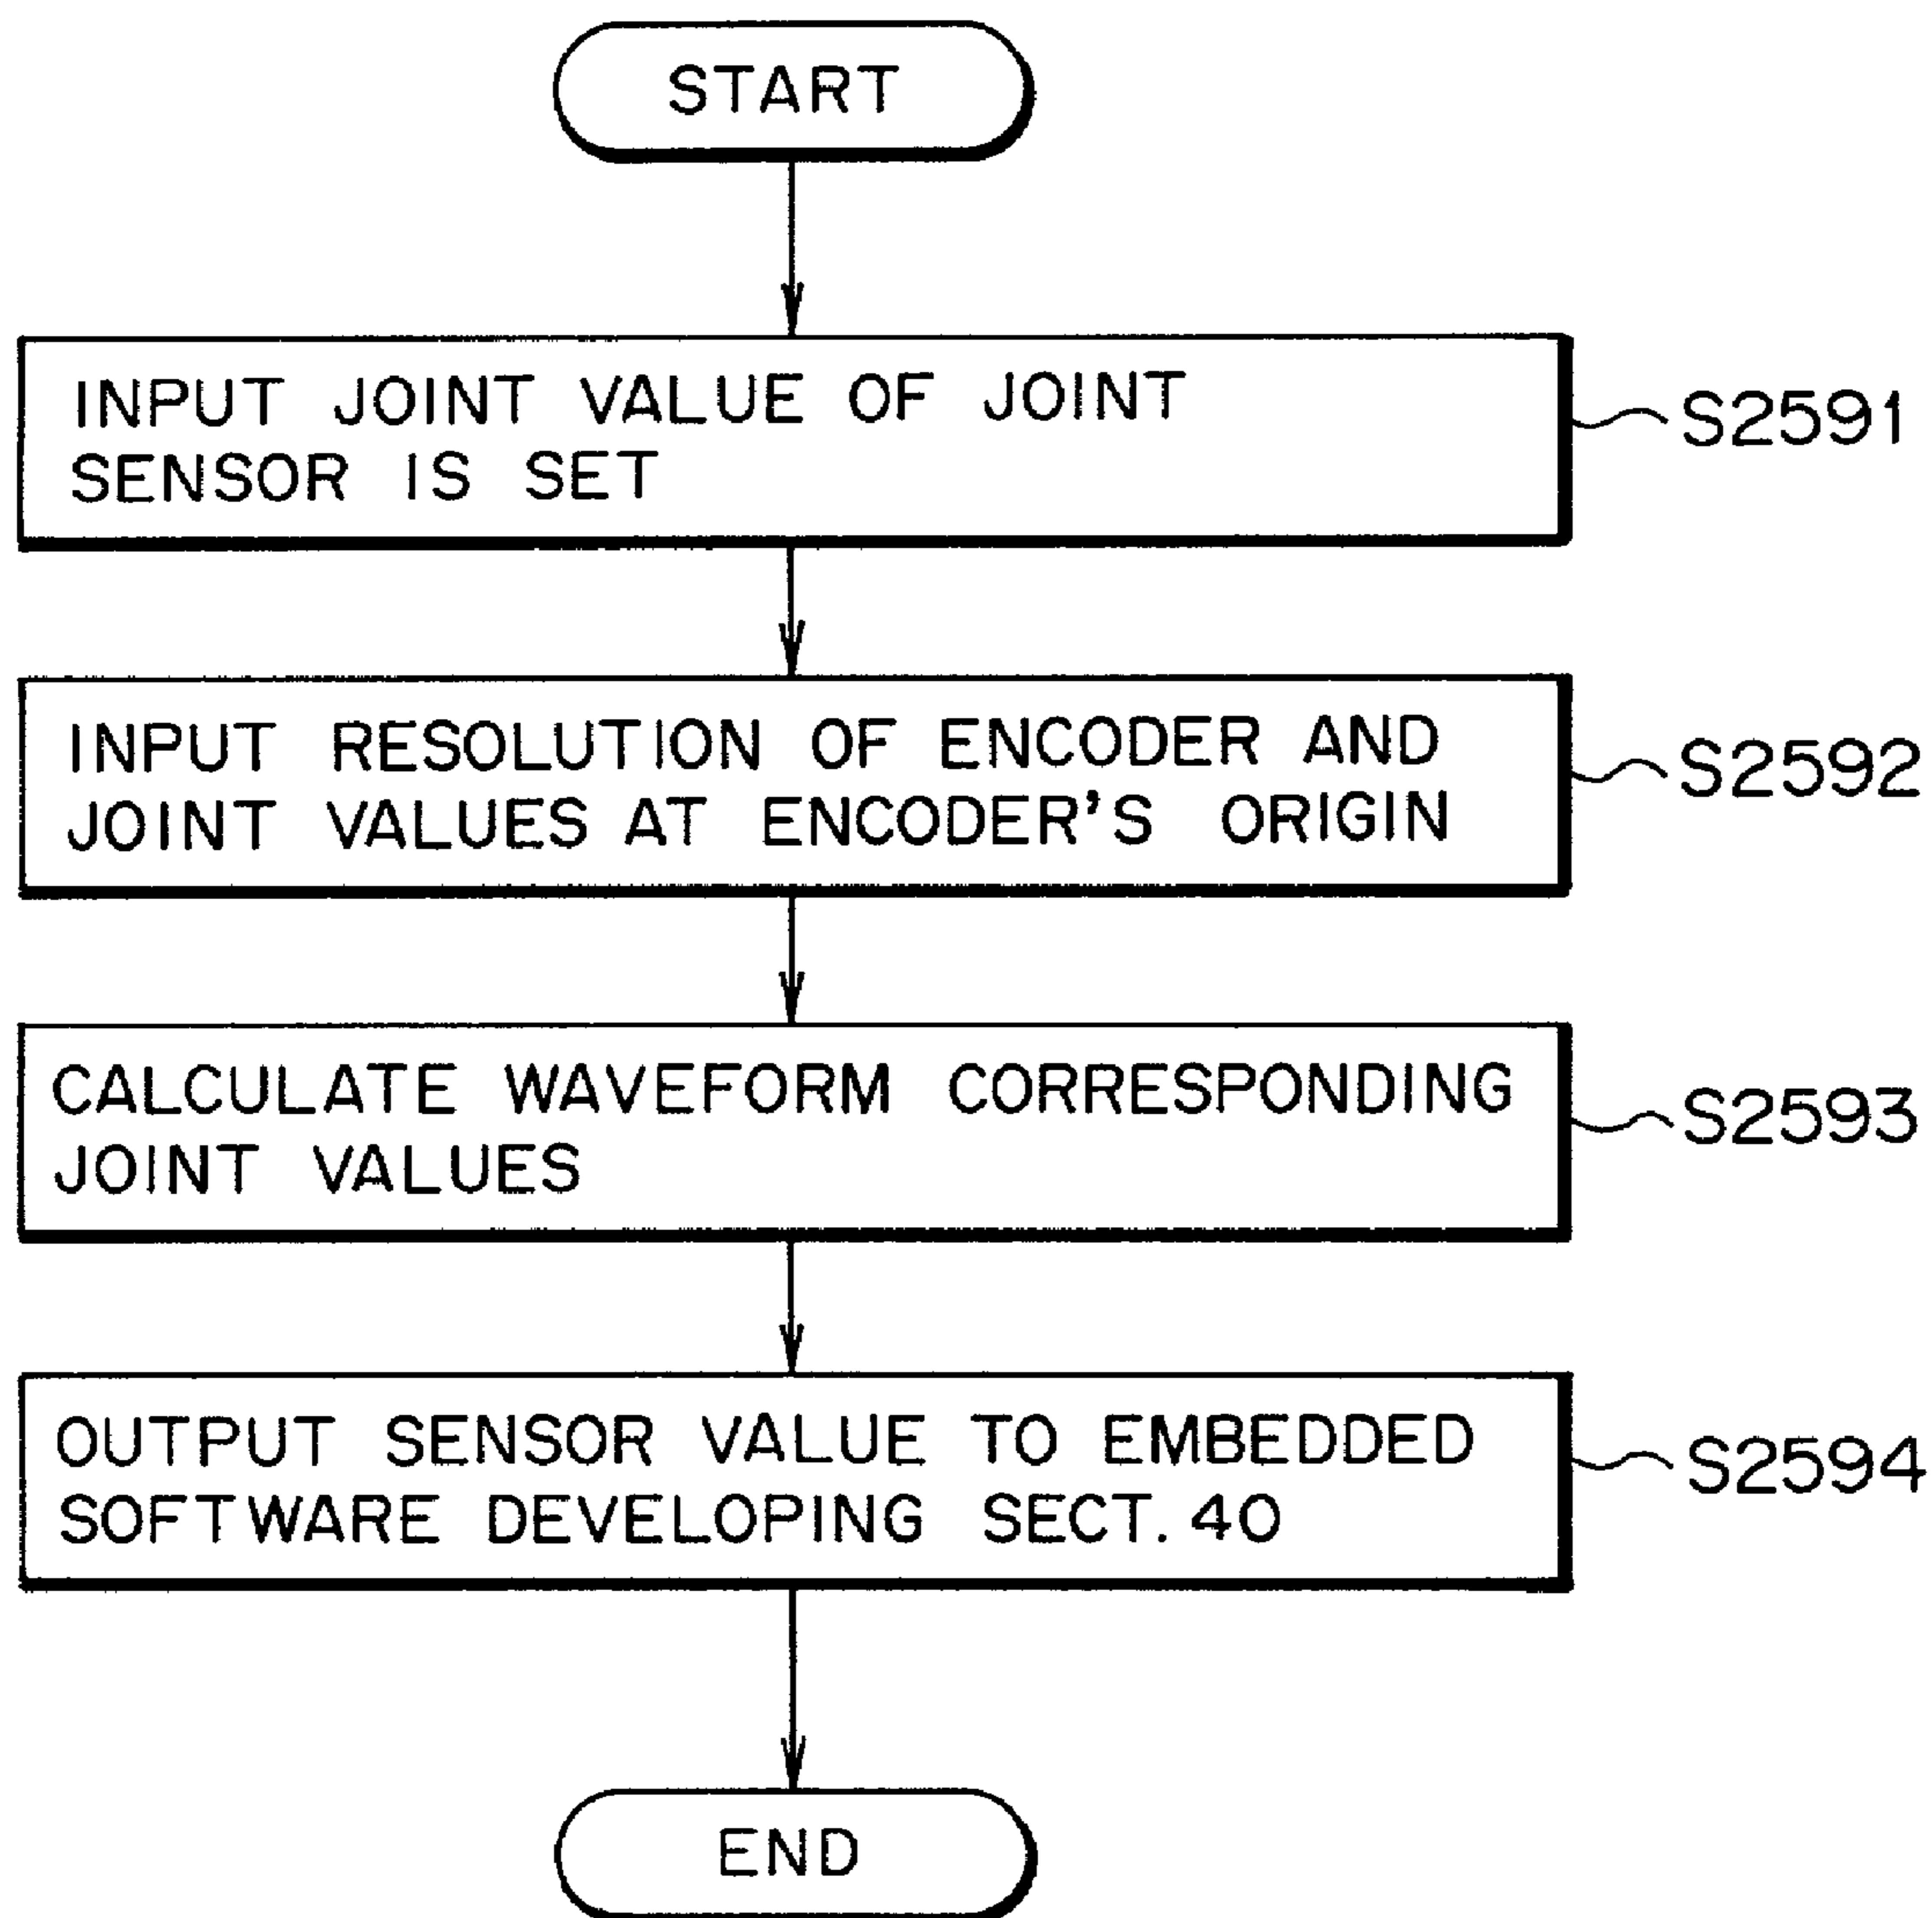 START
INPUT JOINT VALUE OF JOINT
SENSOR IS SET
S2591
INPUT RESOLUTION OF ENCODER AND
JOINT VALUES AT ENCODER'S ORIGIN
S2592
CALCULATE WAVEFORM CORRESPONDING
JOINT VALUES
S2593
OUTPUT SENSOR VALUE TO EMBEDDED
SOFTWARE DEVELOPING SECT. 40
S2594
END